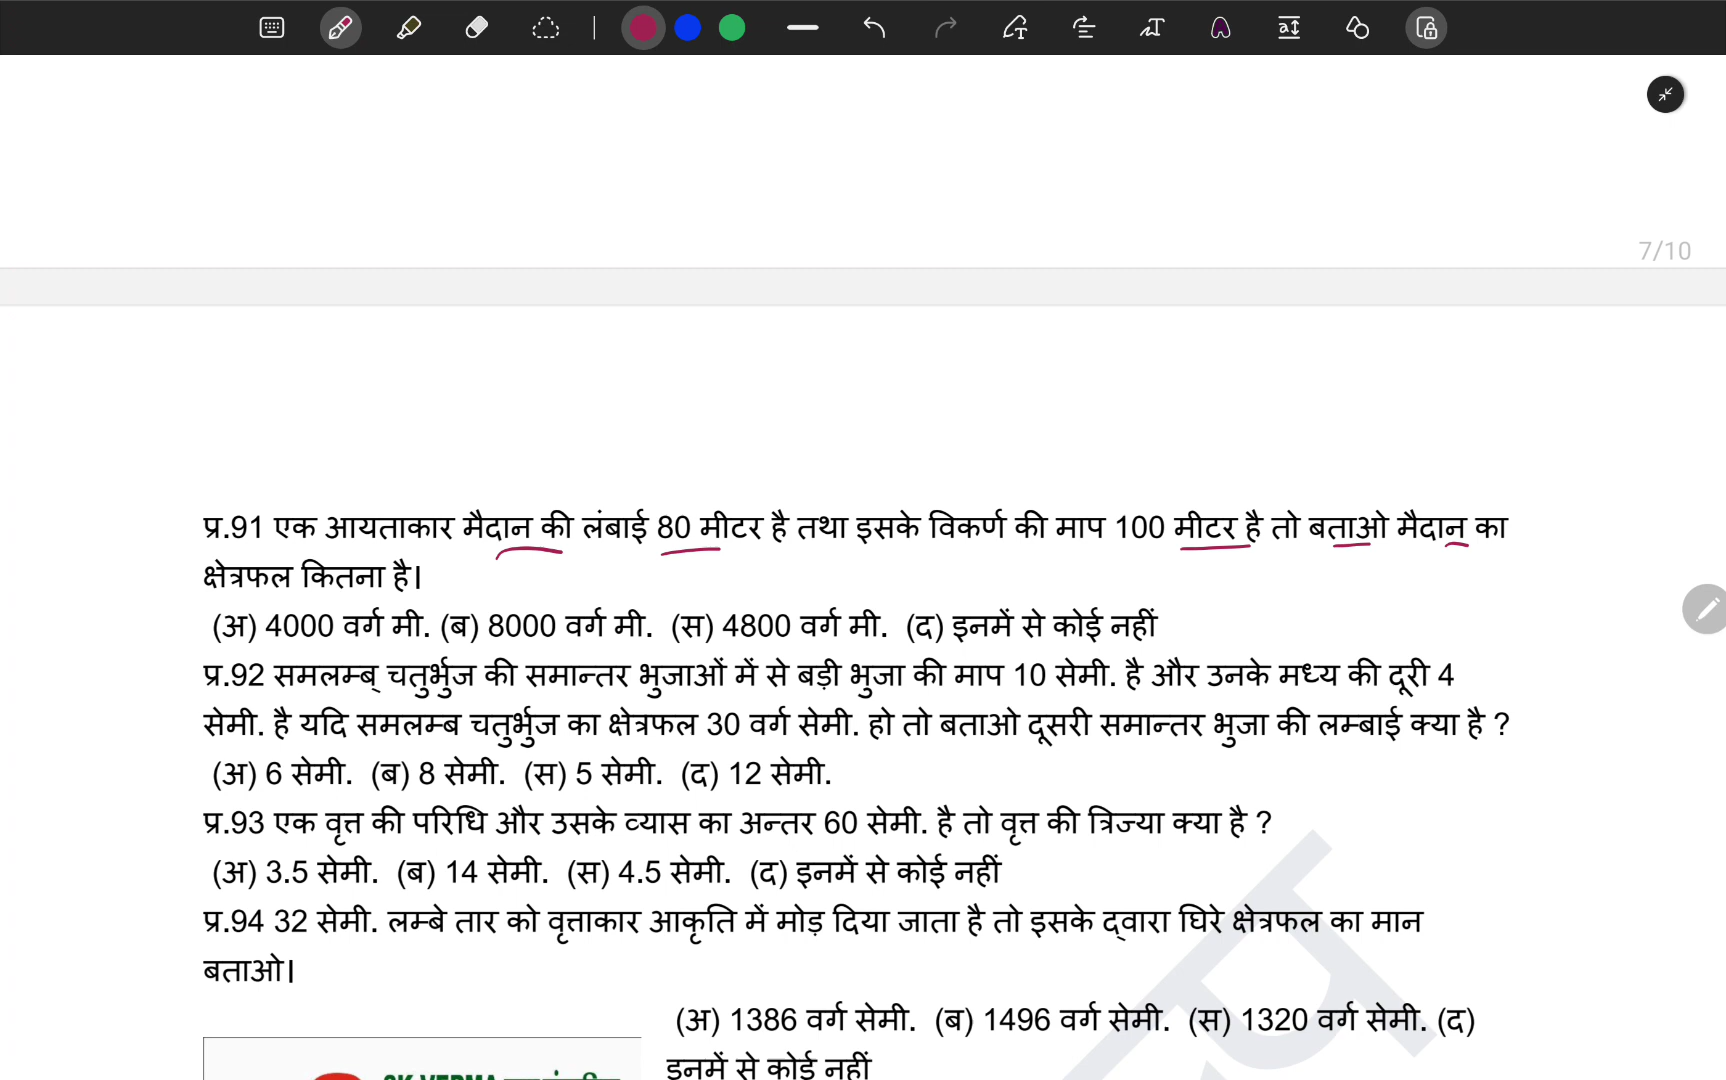 7/10
प्र.91 एक आयताकार मैदान की लंबाई 80 मीटर है तथा इसके विकर्ण की माप 100 मीटर है तो बताओ मैदान का
क्षेत्रफल कितना है।
(अ) 4000 वर्ग मी. (ब) 8000 वर्ग मी. (स) 4800 वर्ग मी. (द) इनमें से कोई नहीं
प्र.92 समलम्ब् चतुर्भुज की समान्तर भुजाओं में से बड़ी भुजा की माप 10 सेमी. है और उनके मध्य की दूरी 4
सेमी. है यदि समलम्ब चतुर्भुज का क्षेत्रफल 30 वर्ग सेमी. हो तो बताओ दूसरी समान्तर भुजा की लम्बाई क्या है ?
(अ) 6 सेमी. (ब) 8 सेमी. (स) 5 सेमी. (द) 12 सेमी.
प्र.93 एक वृत्त की परिधि और उसके व्यास का अन्तर 60 सेमी. है तो वृत्त की त्रिज्या क्या है ?
(अ) 3.5 सेमी. (ब) 14 सेमी. (स) 4.5 सेमी. (द) इनमें से कोई नहीं
प्र.94 32 सेमी. लम्बे तार को वृत्ताकार आकृति में मोड़ दिया जाता है तो इसके द्वारा घिरे क्षेत्रफल का मान
बताओ।
(अ) 1386 वर्ग सेमी. (ब) 1496 वर्ग सेमी. (स) 1320 वर्ग सेमी. (द)
इनमें से कोई नहीं